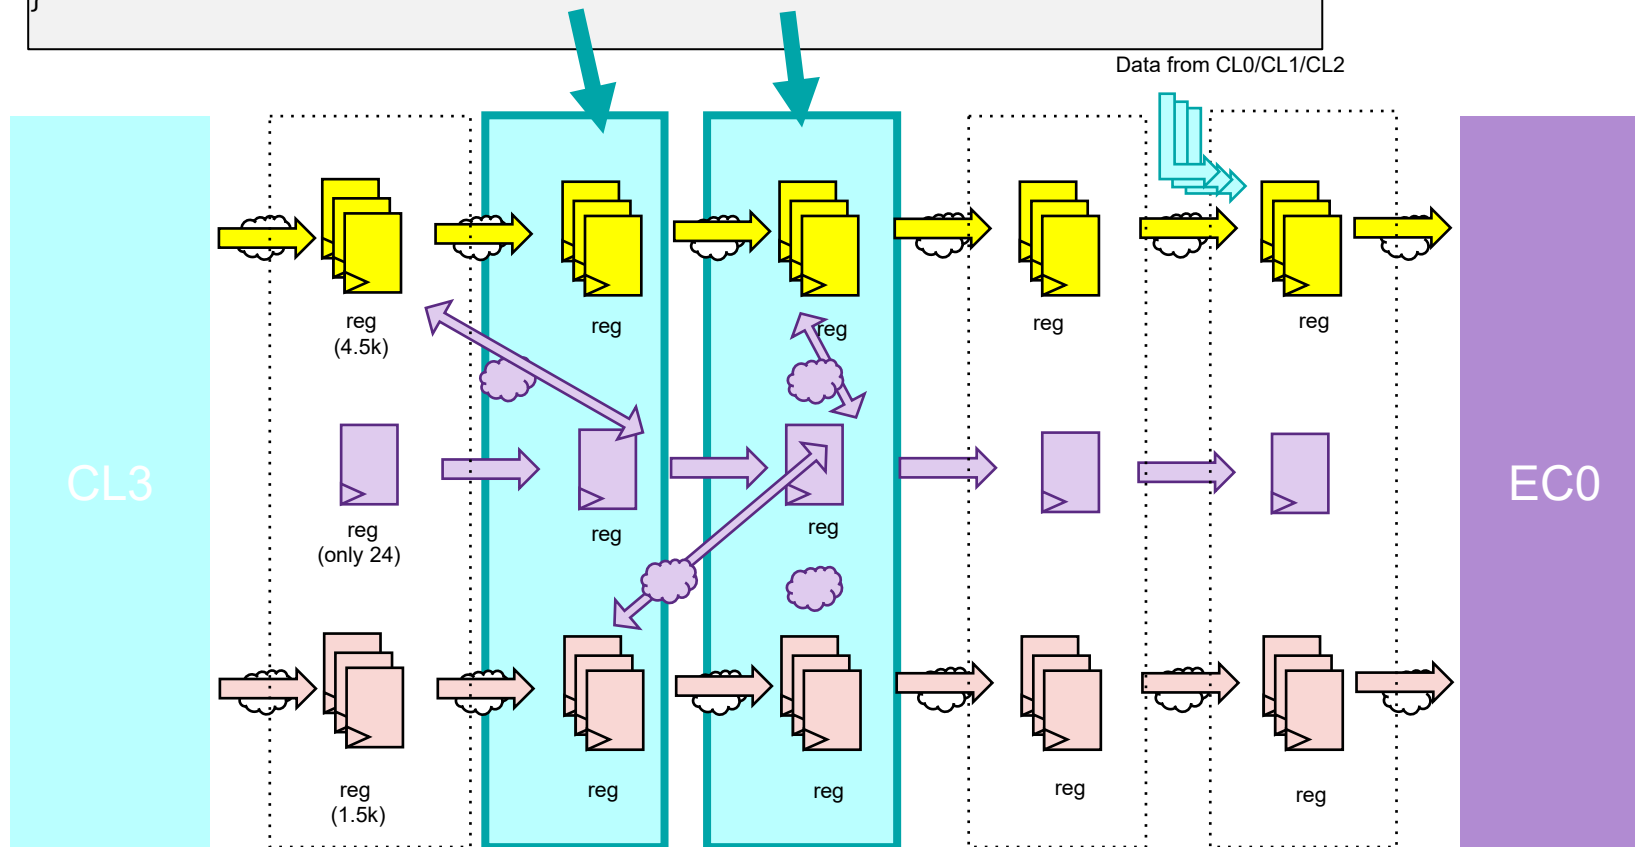 }
Data from CL0/CL1/CL2
reg
(4.5k)
reg
reg
reg
reg
CL3
EC0
reg
(only 24)
reg
reg
reg
(1.5k)
reg
reg
reg
reg